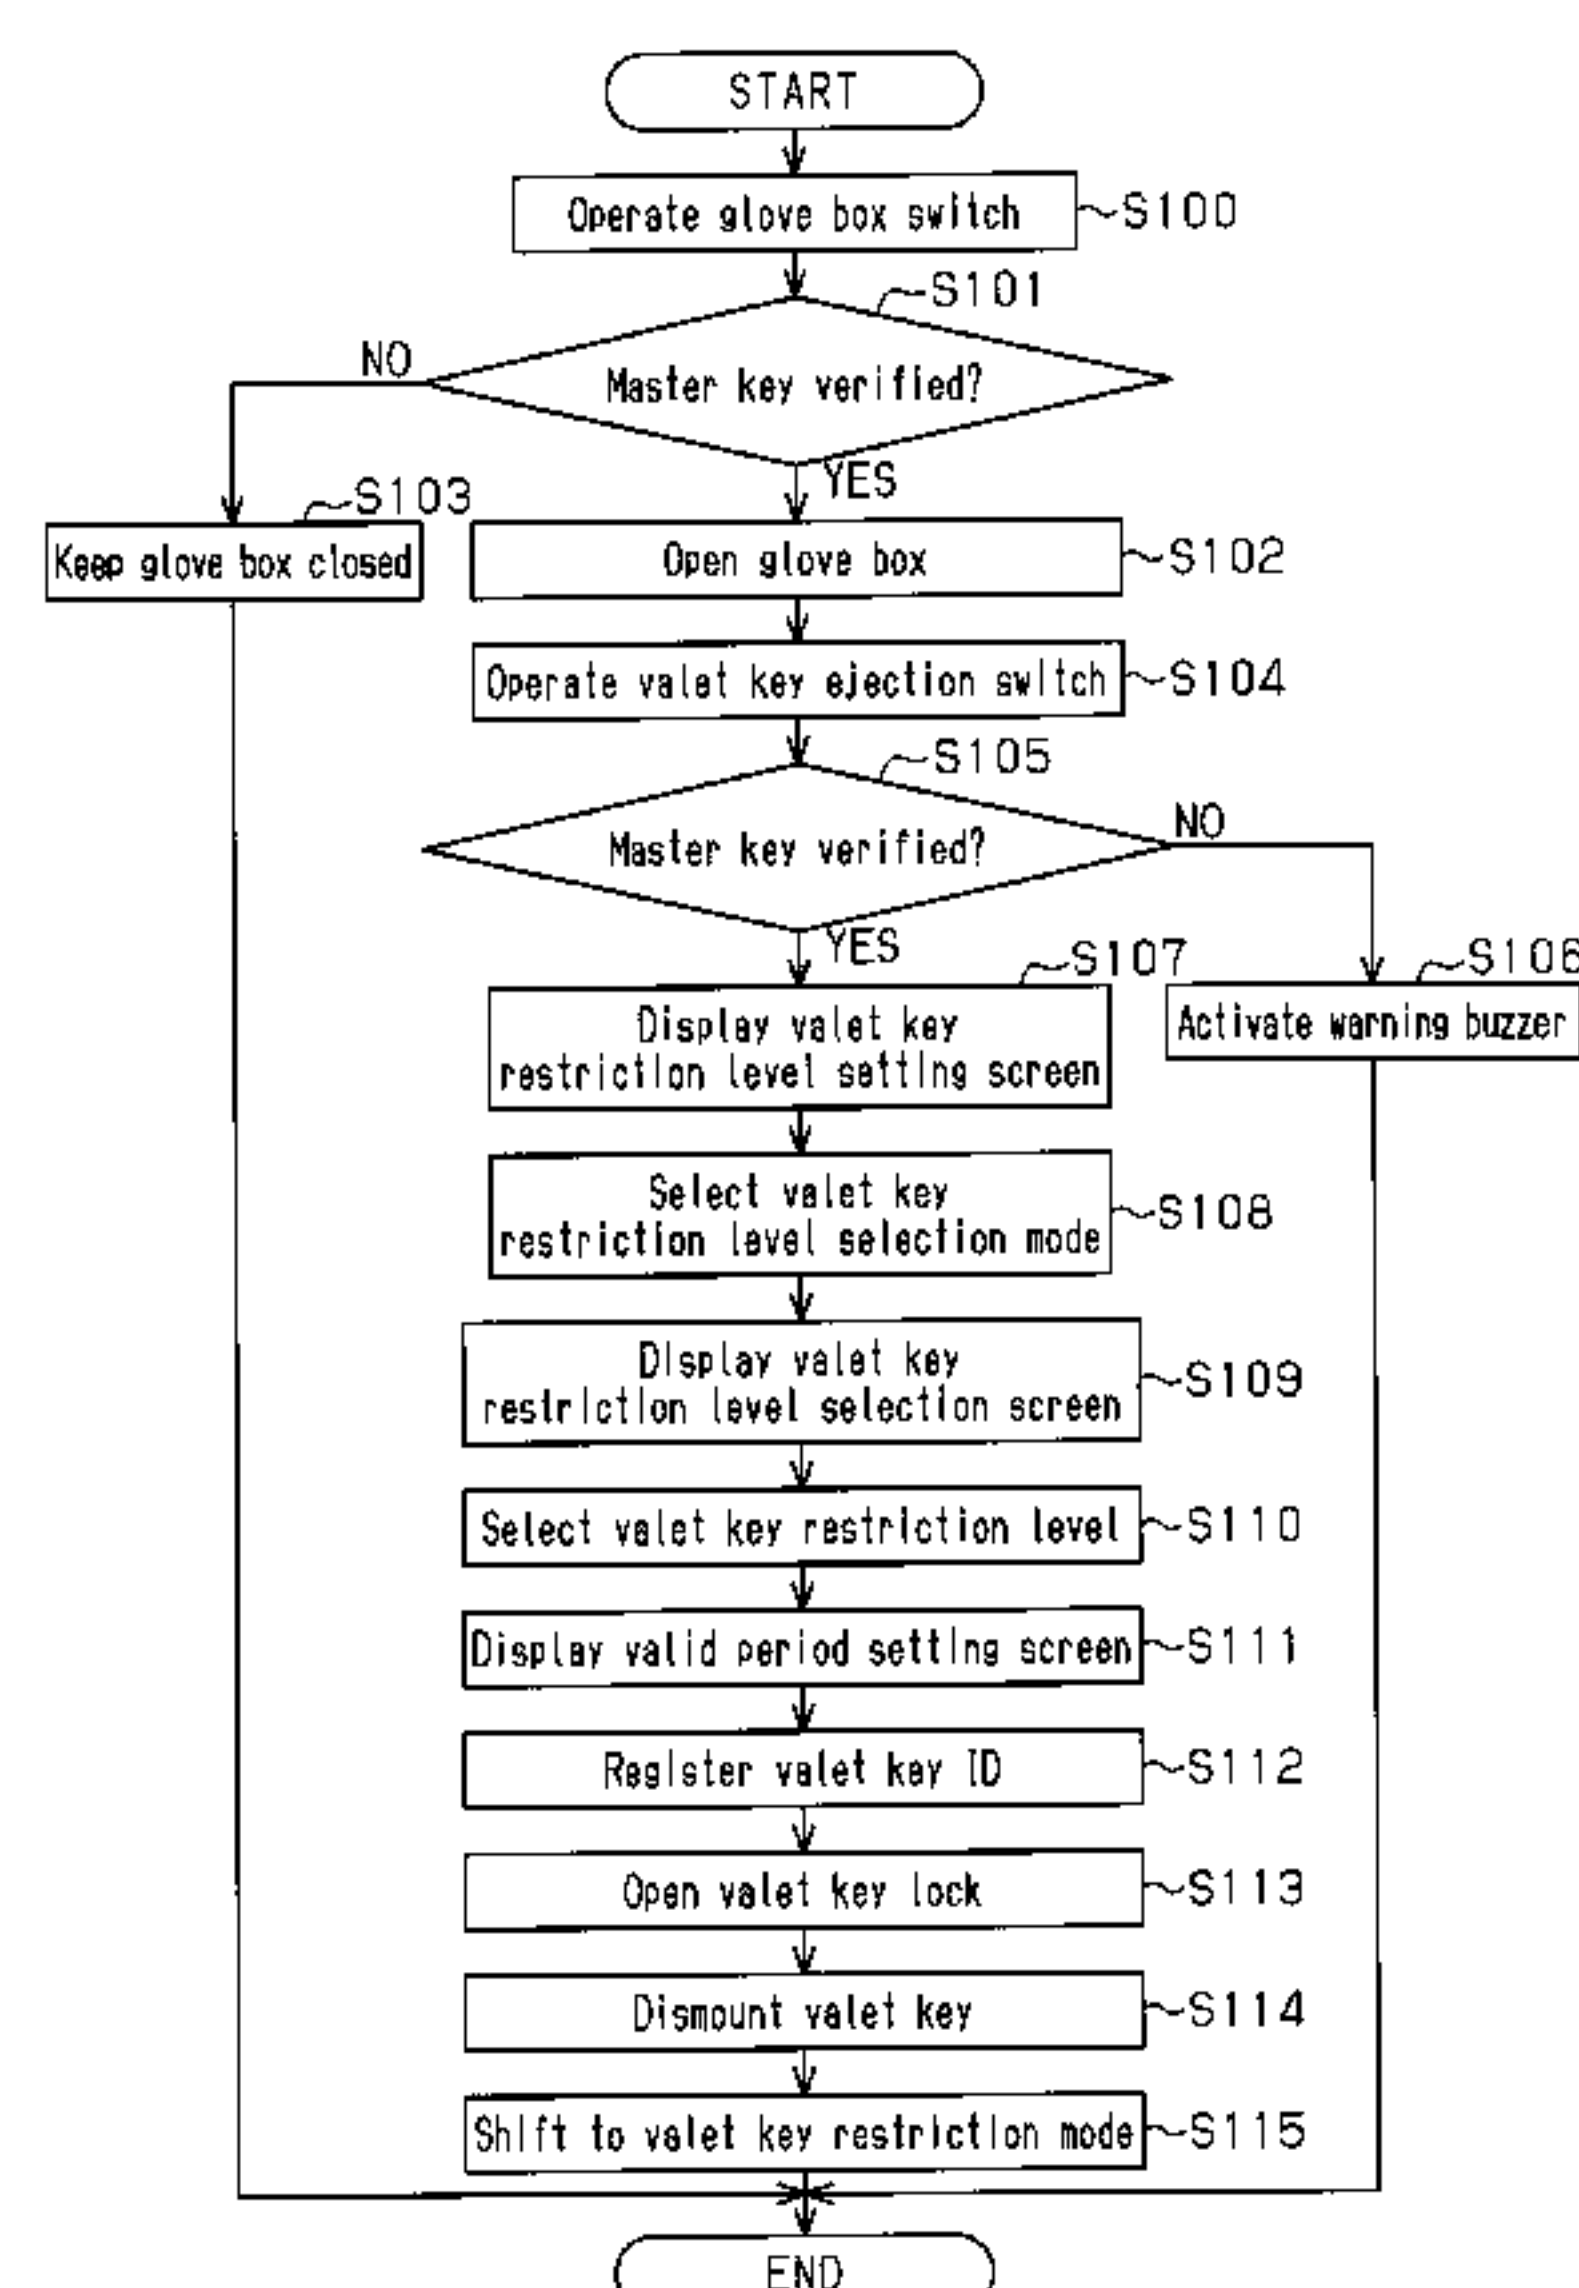 START
Operate glove box switch
S100
S101
Master key verified?
NO
YES
S103
Keep glove box closed
Open glove box
S102
Operate valet key ejection switch
S104
S105
Master key verified?
NO
YES
S107
Display valet key
restriction level setting screen
S106
Activate warning buzzer
Select valet key
restriction level selection mode
S108
Display valet key
restriction level selection screen
S109
Select valet key restriction level
S110
Display valid period setting screen
S111
Register valet key ID
S112
Open valet key lock
S113
Dismount valet key
S114
Shift to valet key restriction mode
S115
END